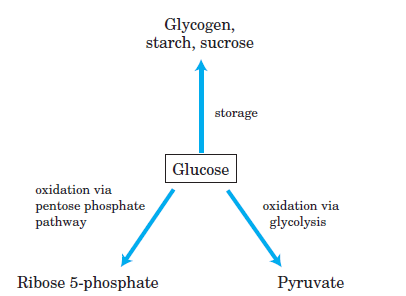 Glycogen,
starch, sucrose
storage
Glucose
oxidation via
pentose phosphate
pathway
oxidation via
glycolysis
Ribose 5-phosphate
Pyruvate